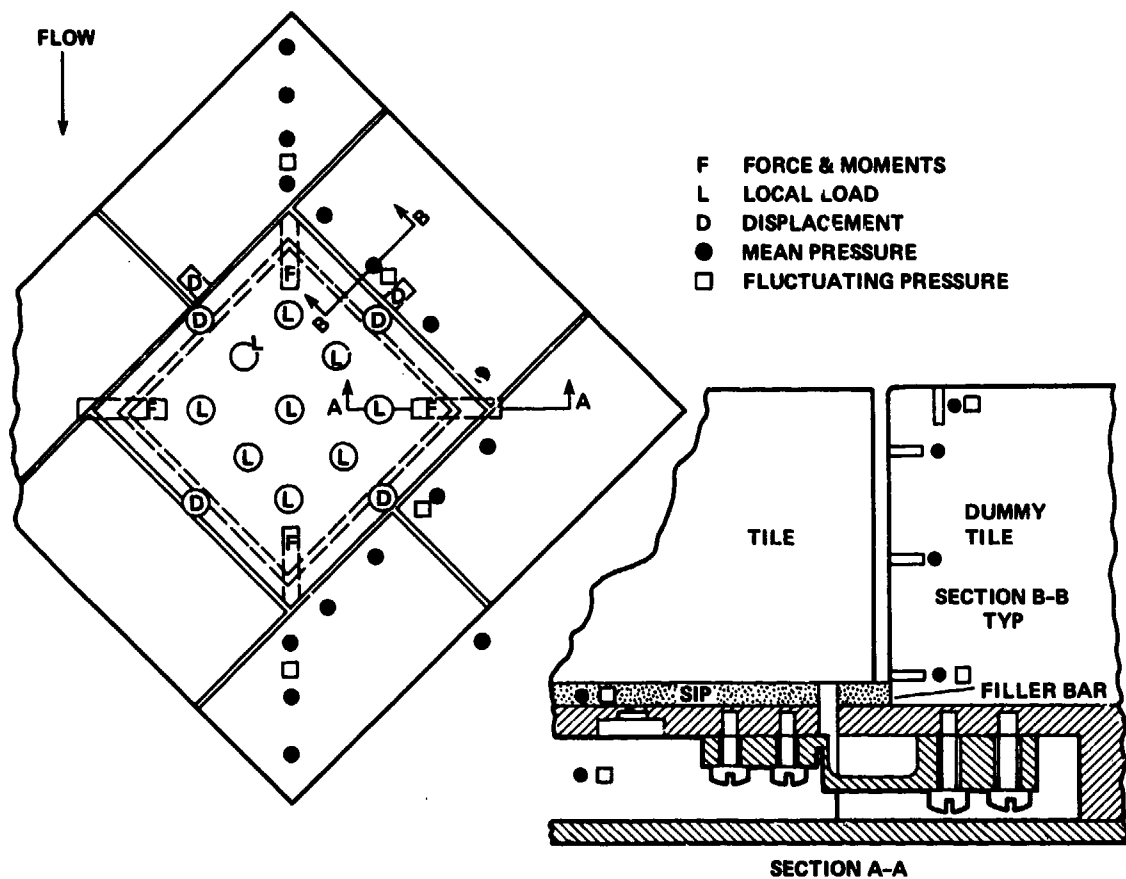 FLOW
F FORCE & MOMENTS
L LOCAL LOAD
D DISPLACEMENT
MEAN PRESSURE
FLUCTUATING PRESSURE
B
D
F
D
B
D
D
L
L
L
A
F
L
L
L
F
A
L
L
D
L
D
F
TILE
DUMMY
TILE
SECTION B-B
TYP
SIP
FILLER BAR
SECTION A-A